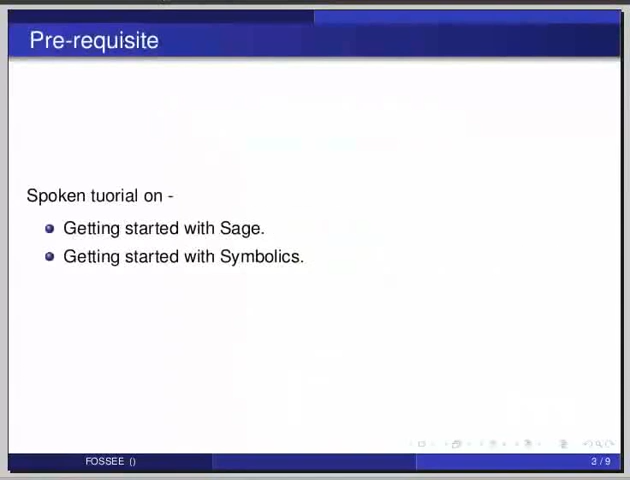 Pre-requisite
Spoken tuorial on -
Getting started with Sage.
Getting started with Symbolics.
FOSSEE ()
3 / 9